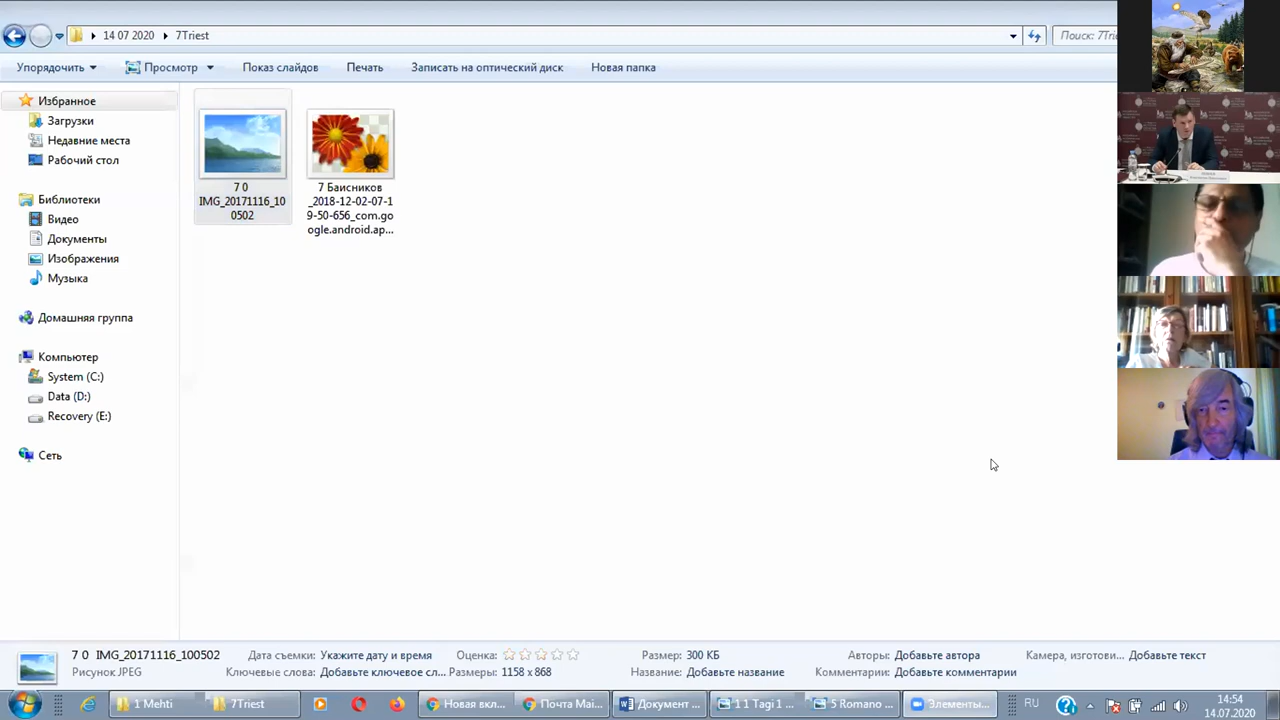 14 07 2020 7Triest
Поиск: 7Trie
Упорядочить Просмотр Показ слайдов Печать Записать на оптический диск Новая папка
Избранное
Загрузки
Недавние места
Рабочий стол
Библиотеки
Видео
Документы
Изображения
Музыка
Домашняя группа
Компьютер
System (C:)
Data (D:)
Recovery (E:)
Сеть
7 0
IMG_20171116_10
0502
7 Баисников
_2018-12-02-07-1
9-50-656_com.go
ogle.android.ap...
7 0 IMG_20171116_100502 Дата съемки: Укажите дату и время Оценка: Размер: 300 КБ Авторы: Добавьте автора Камера, изготови... Добавьте текст
Рисунок JPEG Ключевые слова: Добавьте ключевое сл... Размеры: 1158 x 868 Название: Добавьте название Комментарии: Добавьте комментарии
1 Mehti 7Triest Новая вкл... Почта Mai... Документ ... 1 1 Tagi 1 ... 5 Romano ... Элементы... RU 14:54
14.07.2020